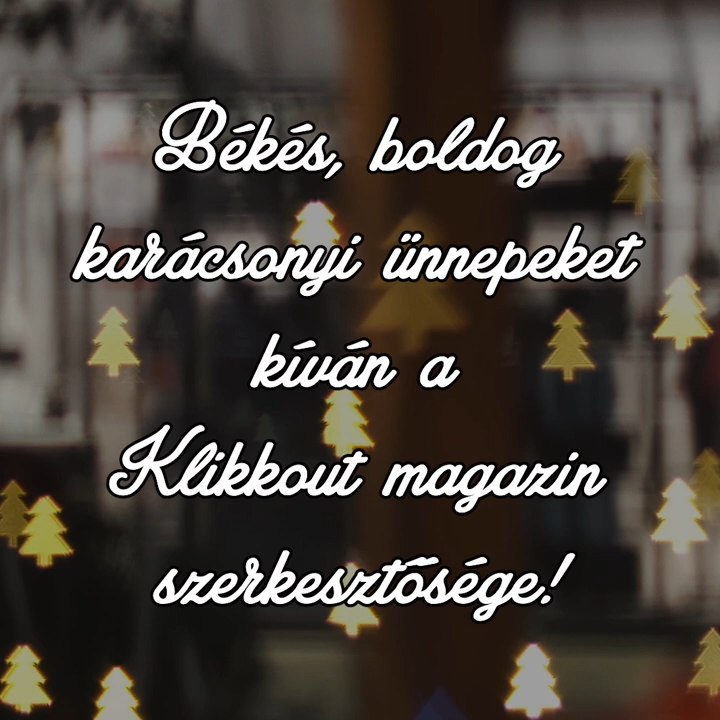 Békés, boldog
karácsonyi ünnepeket
kíván a
Klikkout magazin
szerkesztősége!